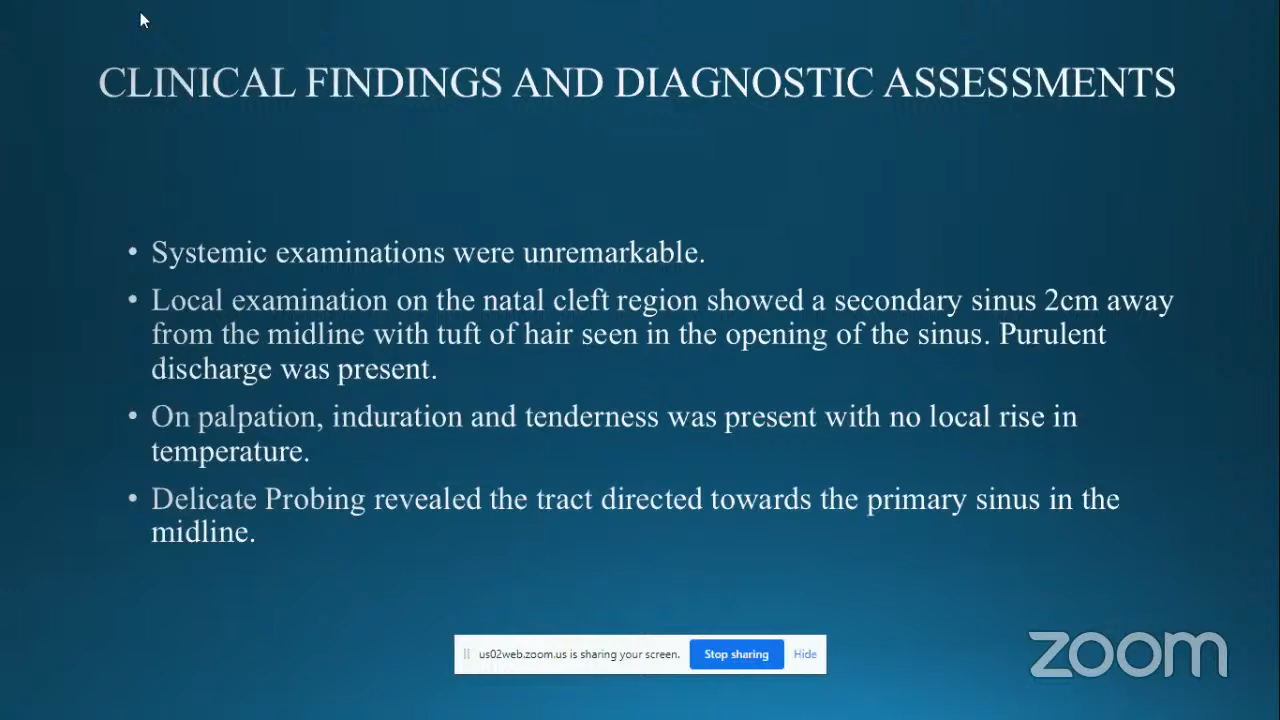 CLINICAL FINDINGS AND DIAGNOSTIC ASSESSMENTS
• Systemic examinations were unremarkable.
• Local examination on the natal cleft region showed a secondary sinus 2cm away
from the midline with tuft of hair seen in the opening of the sinus. Purulent
discharge was present.
• On palpation, induration and tenderness was present with no local rise in
temperature.
• Delicate Probing revealed the tract directed towards the primary sinus in the
midline.
us02web.zoom.us is sharing your screen. Stop sharing Hide
zoom